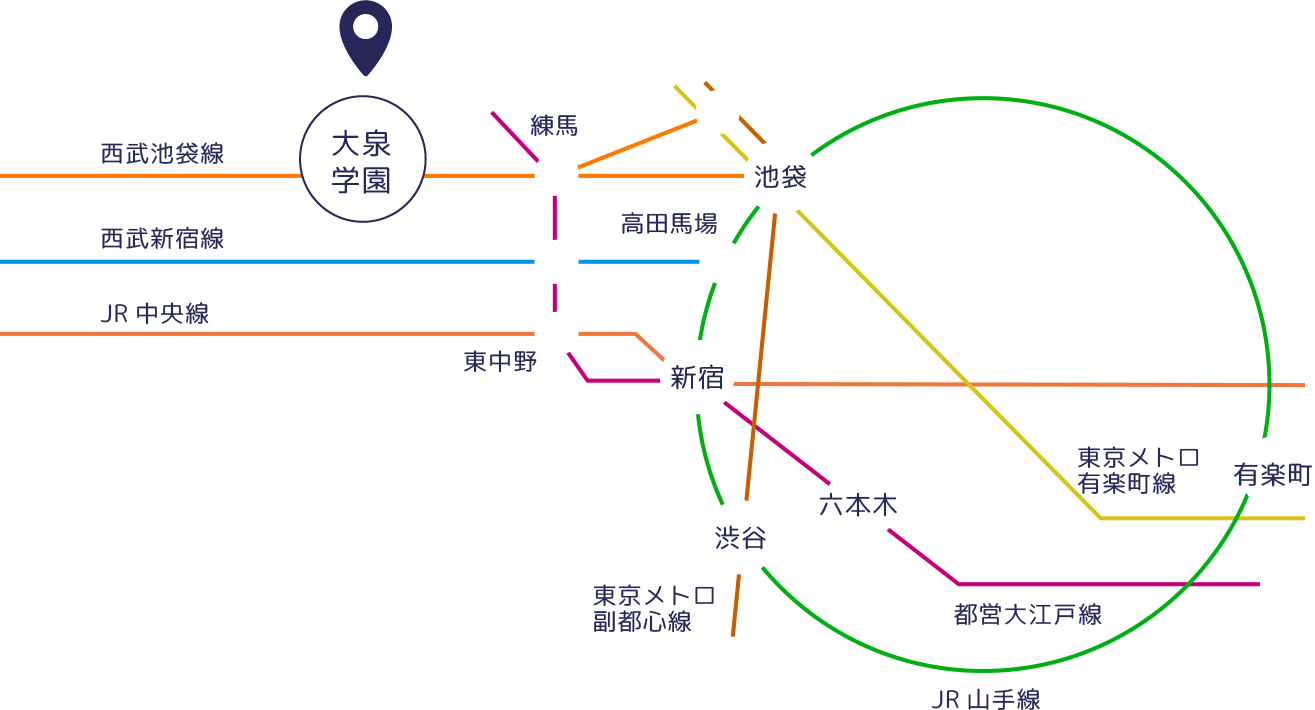 大泉
学園
練馬
西武池袋線
池袋
高田馬場
西武新宿線
JR 中央線
東中野
新宿
東京メトロ
有楽町線
有楽町
六本木
渋谷
東京メトロ
副都心線
都営大江戸線
JR 山手線